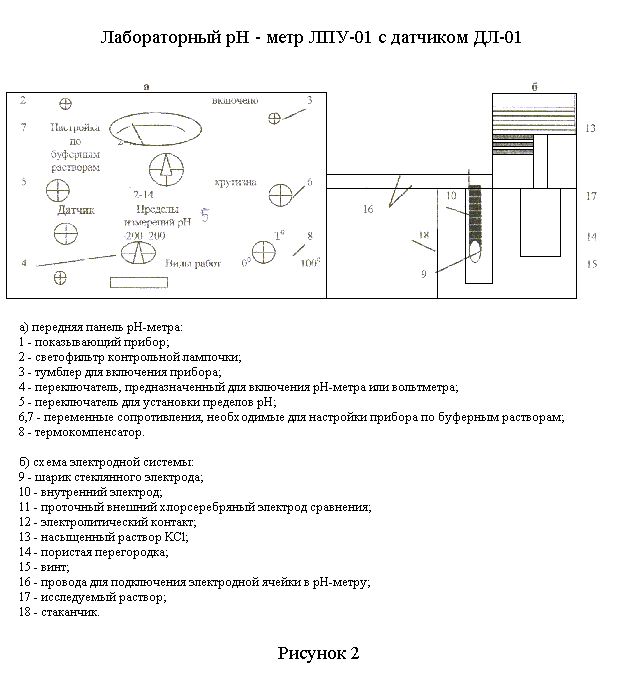 Лабораторный pH - метр ЛПУ-01 с датчиком ДЛ-01
а
б
2
включено
3
7
Настройка
по
буферным
растворам
2
13
5
2-14
крутизна
6
10
17
Датчик
Пределы
измерений pH
5
16
200 200
T°
8
18
14
4
Виды работ
0°
100°
9
15
а) передняя панель pH-метра:
1 - показывающий прибор;
2 - светофильтр контрольной лампочки;
3 - тумблер для включения прибора;
4 - переключатель, предназначенный для включения pH-метра или вольтметра;
5 - переключатель для установки пределов pH;
6,7 - переменные сопротивления, необходимые для настройки прибора по буферным растворам;
8 - термокомпенсатор.
б) схема электродной системы:
9 - шарик стеклянного электрода;
10 - внутренний электрод;
11 - проточный внешний хлорсеребряный электрод сравнения;
12 - электролитический контакт;
13 - насыщенный раствор KCl;
14 - пористая перегородка;
15 - винт;
16 - провода для подключения электродной ячейки в pH-метру;
17 - исследуемый раствор;
18 - стаканчик.
Рисунок 2